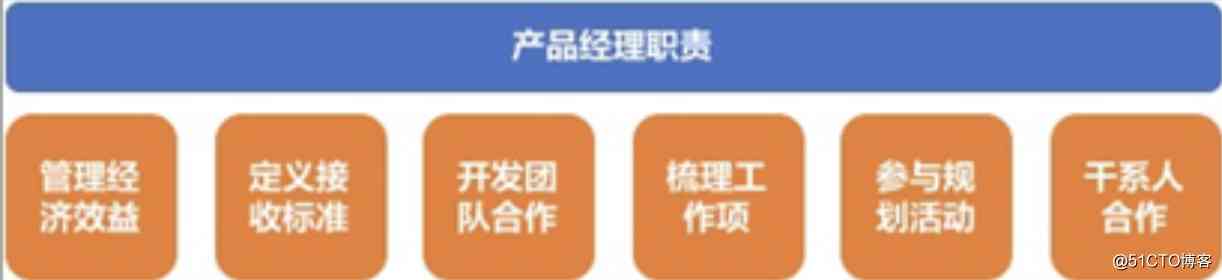 产品经理职责
管理经
济效益
定义接
收标准
开发团
队合作
梳理工
作项
参与规
划活动
干系人
合作
@51CTO博客